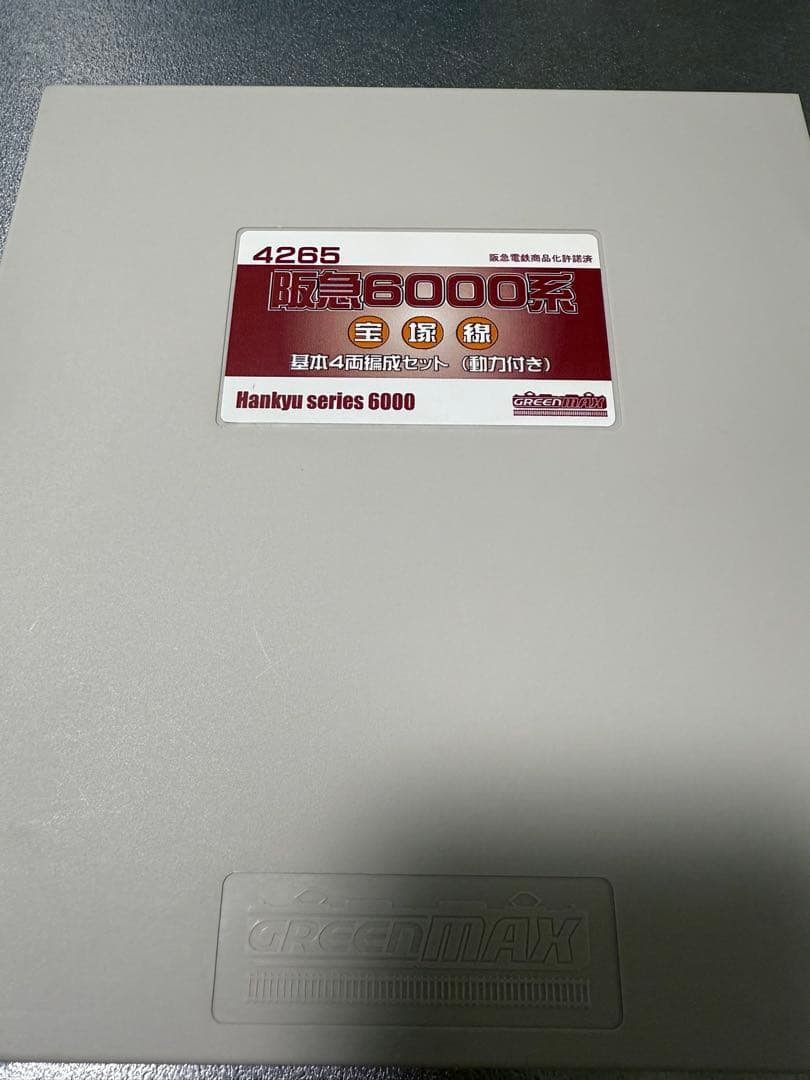 4265
阪急電鉄商品化許諾済
阪急6000系
宝塚線
基本4両編成セット(動力付き)
Hankyu series 6000
GREENMAX
GREENMAX